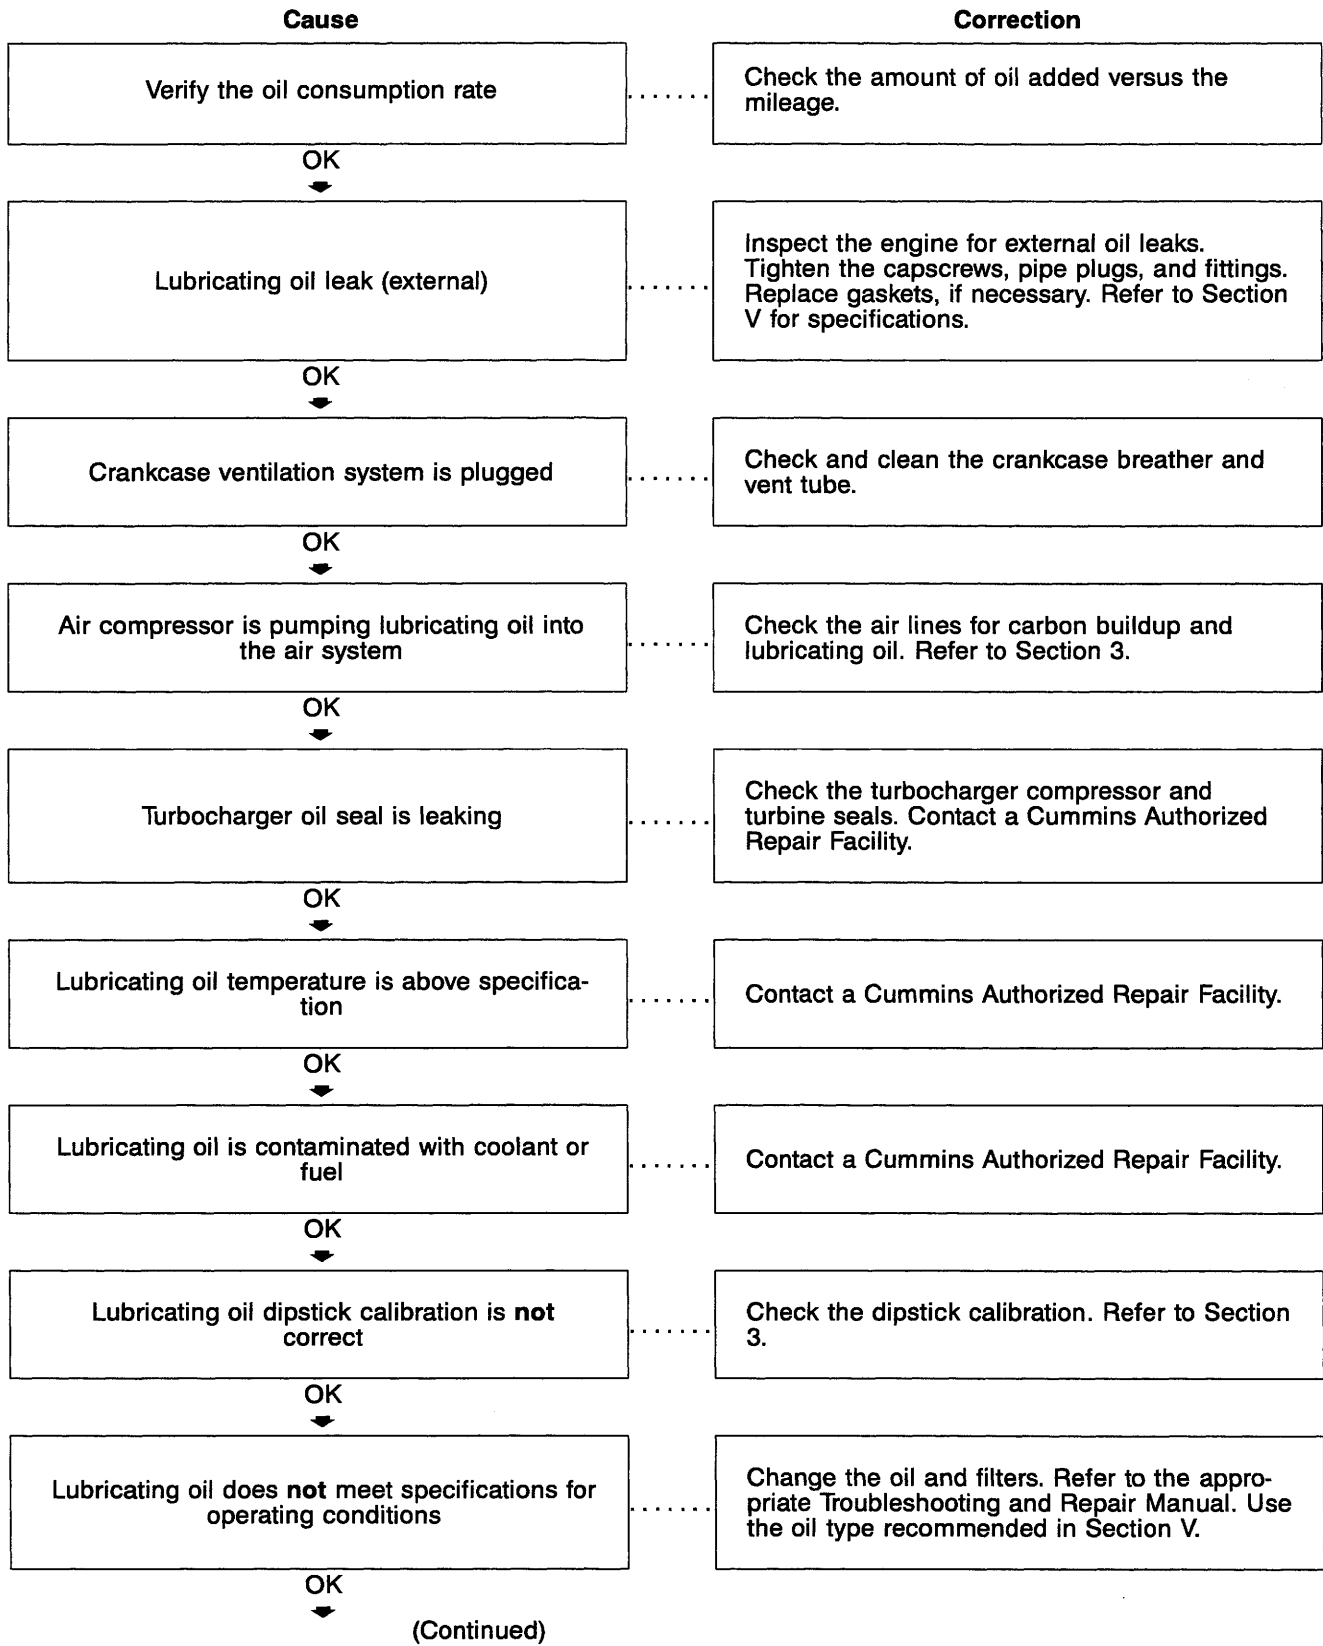 Cause
Correction
Verify the oil consumption rate
.......
Check the amount of oil added versus the
mileage.
OK
Lubricating oil leak (external)
.......
Inspect the engine for external oil leaks.
Tighten the capscrews, pipe plugs, and fittings.
Replace gaskets, if necessary. Refer to Section
V for specifications.
OK
Crankcase ventilation system is plugged
.......
Check and clean the crankcase breather and
vent tube.
OK
Air compressor is pumping lubricating oil into
the air system
.......
Check the air lines for carbon buildup and
lubricating oil. Refer to Section 3.
OK
Turbocharger oil seal is leaking
.......
Check the turbocharger compressor and
turbine seals. Contact a Cummins Authorized
Repair Facility.
OK
Lubricating oil temperature is above specifica-
tion
.......
Contact a Cummins Authorized Repair Facility.
OK
Lubricating oil is contaminated with coolant or
fuel
.......
Contact a Cummins Authorized Repair Facility.
OK
Lubricating oil dipstick calibration is not
correct
.......
Check the dipstick calibration. Refer to Section
3.
OK
Lubricating oil does not meet specifications for
operating conditions
.......
Change the oil and filters. Refer to the appro-
priate Troubleshooting and Repair Manual. Use
the oil type recommended in Section V.
OK
(Continued)